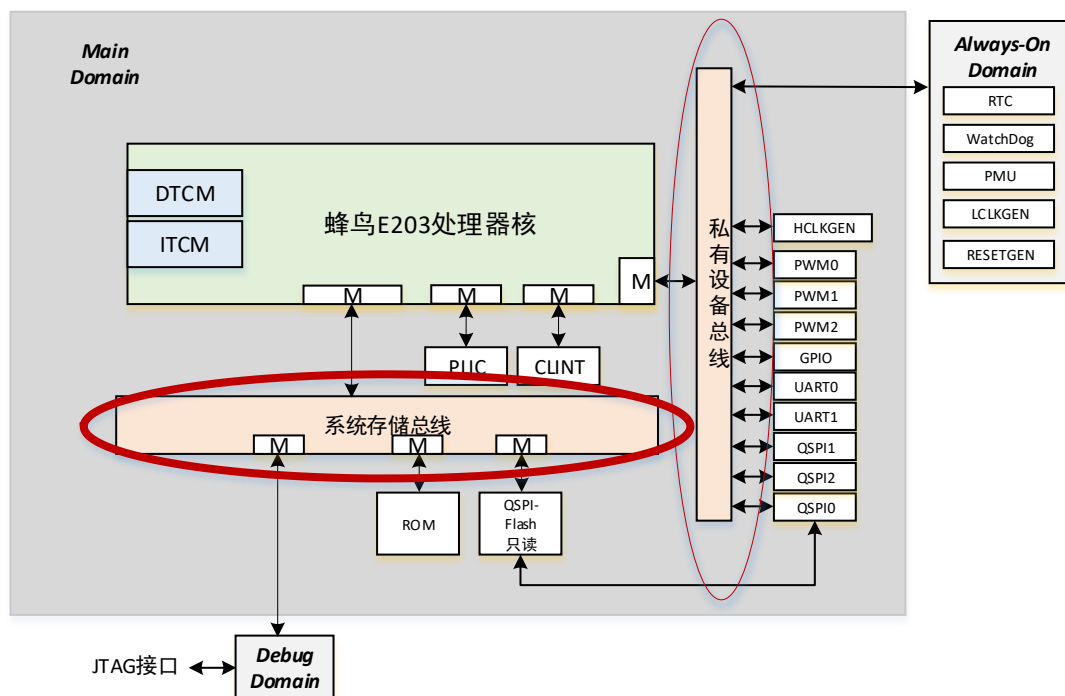 Main
Domain
Always-On
Domain
RTC
WatchDog
PMU
LCLKGEN
RESETGEN
DTCM
ITCM
蜂鸟E203处理器核
M
M
M
M
PLIC
CLINT
私有设备总线
HCLKGEN
PWM0
PWM1
PWM2
GPIO
UART0
UART1
QSPI1
QSPI2
QSPI0
系统存储总线
M
M
M
ROM
QSPI-
Flash
只读
JTAG接口
Debug
Domain